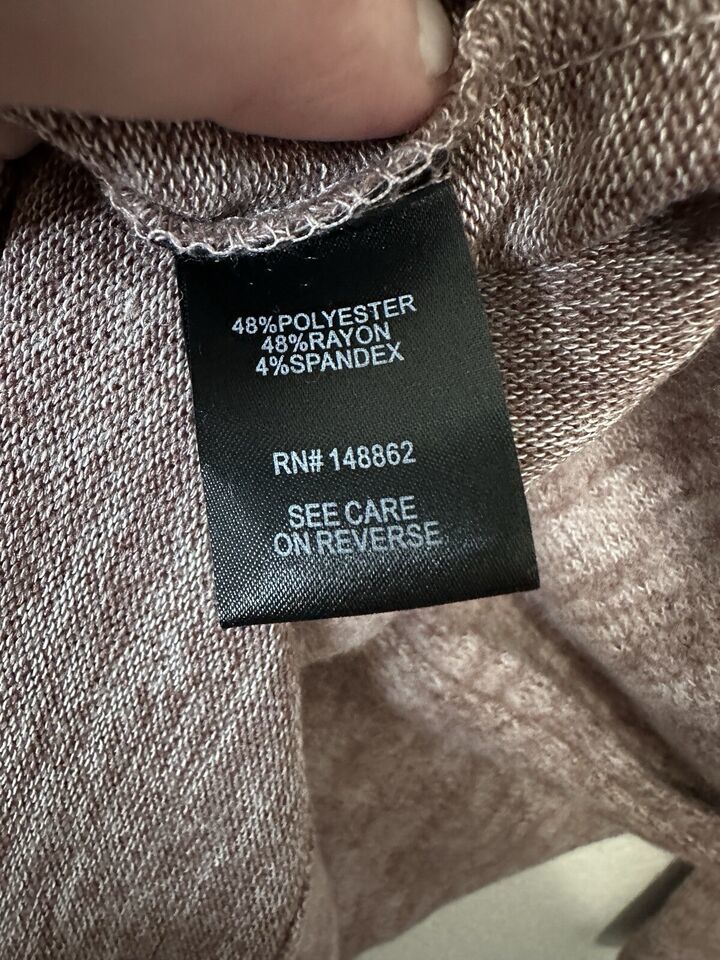 48%POLYESTER
48%RAYON
4%SPANDEX
RN# 148862
SEE CARE
ON REVERSE